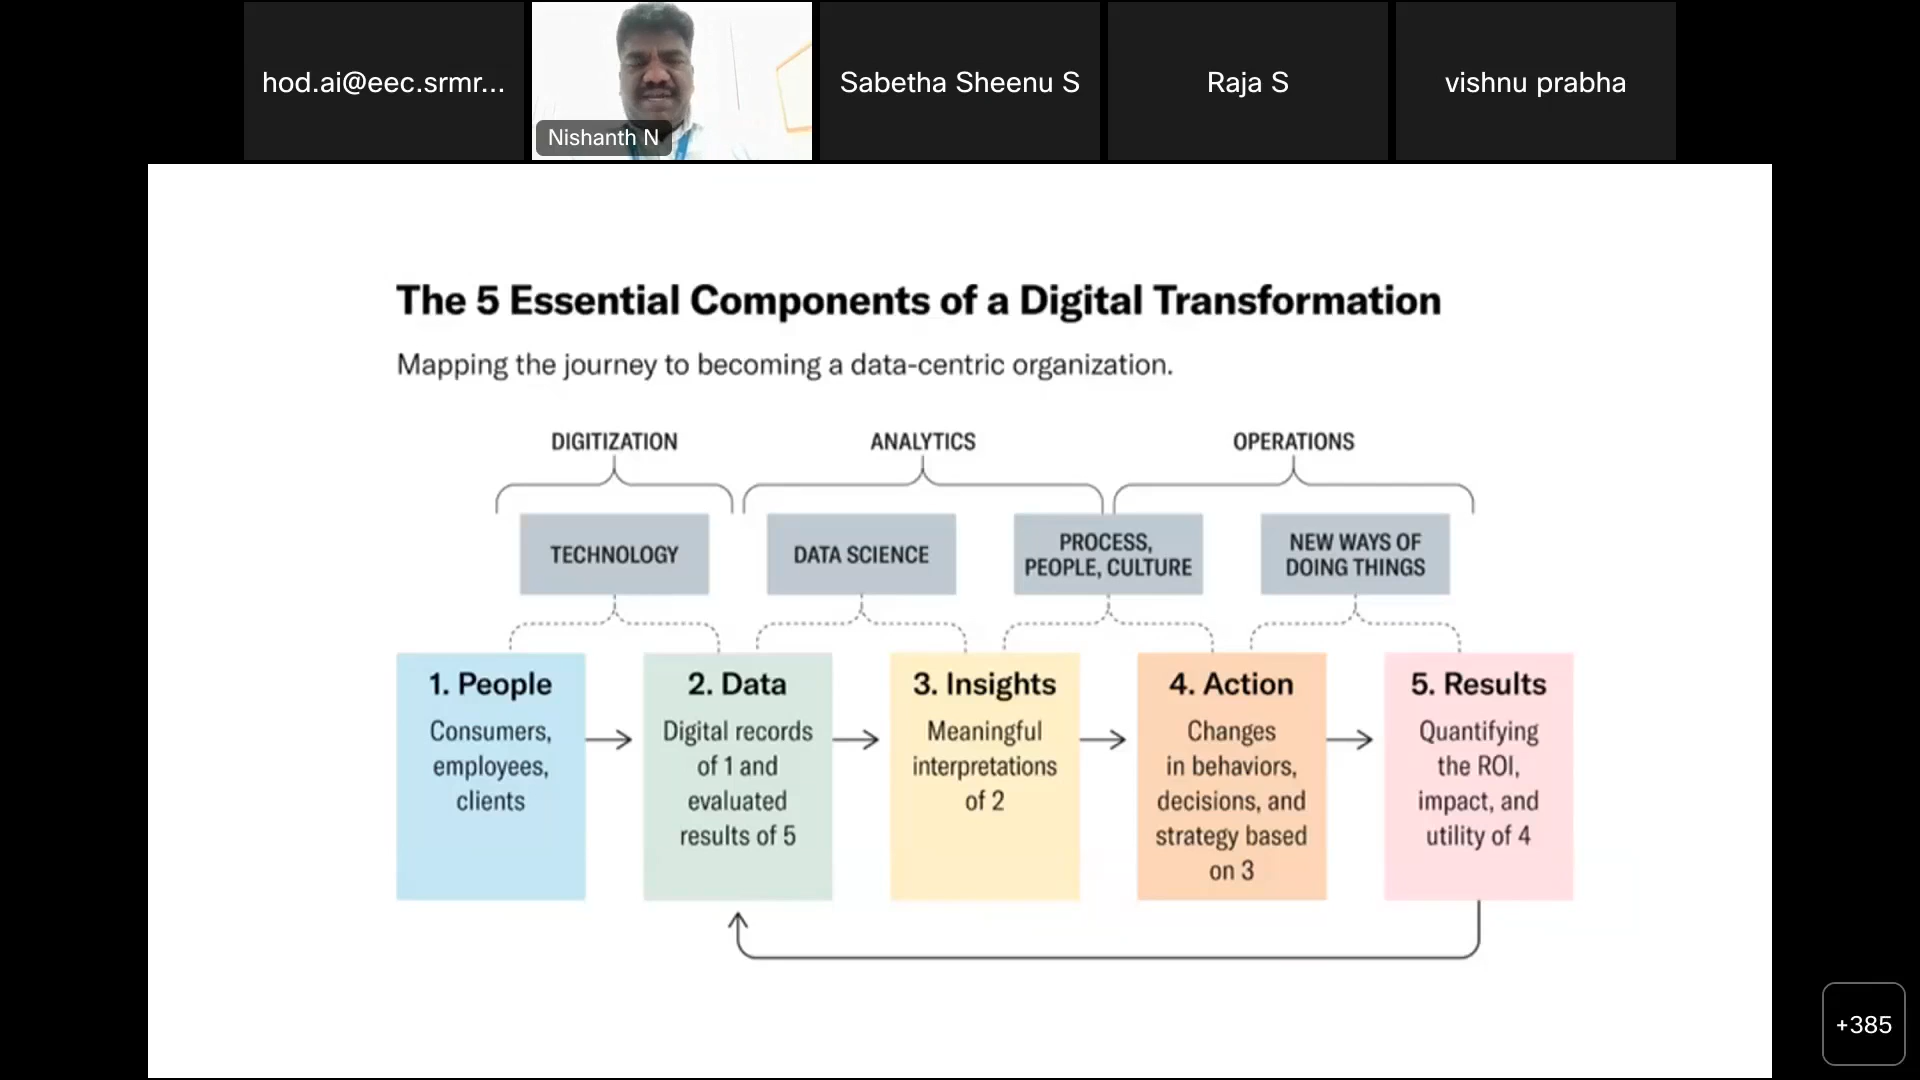 hod.ai@eec.srmr...
Nishanth N
Sabetha Sheenu S
Raja S
vishnu prabha
The 5 Essential Components of a Digital Transformation
Mapping the journey to becoming a data-centric organization.
DIGITIZATION
ANALYTICS
OPERATIONS
TECHNOLOGY
DATA SCIENCE
PROCESS,
PEOPLE, CULTURE
NEW WAYS OF
DOING THINGS
1. People
Consumers,
employees,
clients
2. Data
Digital records
of 1 and
evaluated
results of 5
3. Insights
Meaningful
interpretations
of 2
4. Action
Changes
in behaviors,
decisions, and
strategy based
on 3
5. Results
Quantifying
the ROI,
impact, and
utility of 4
+385